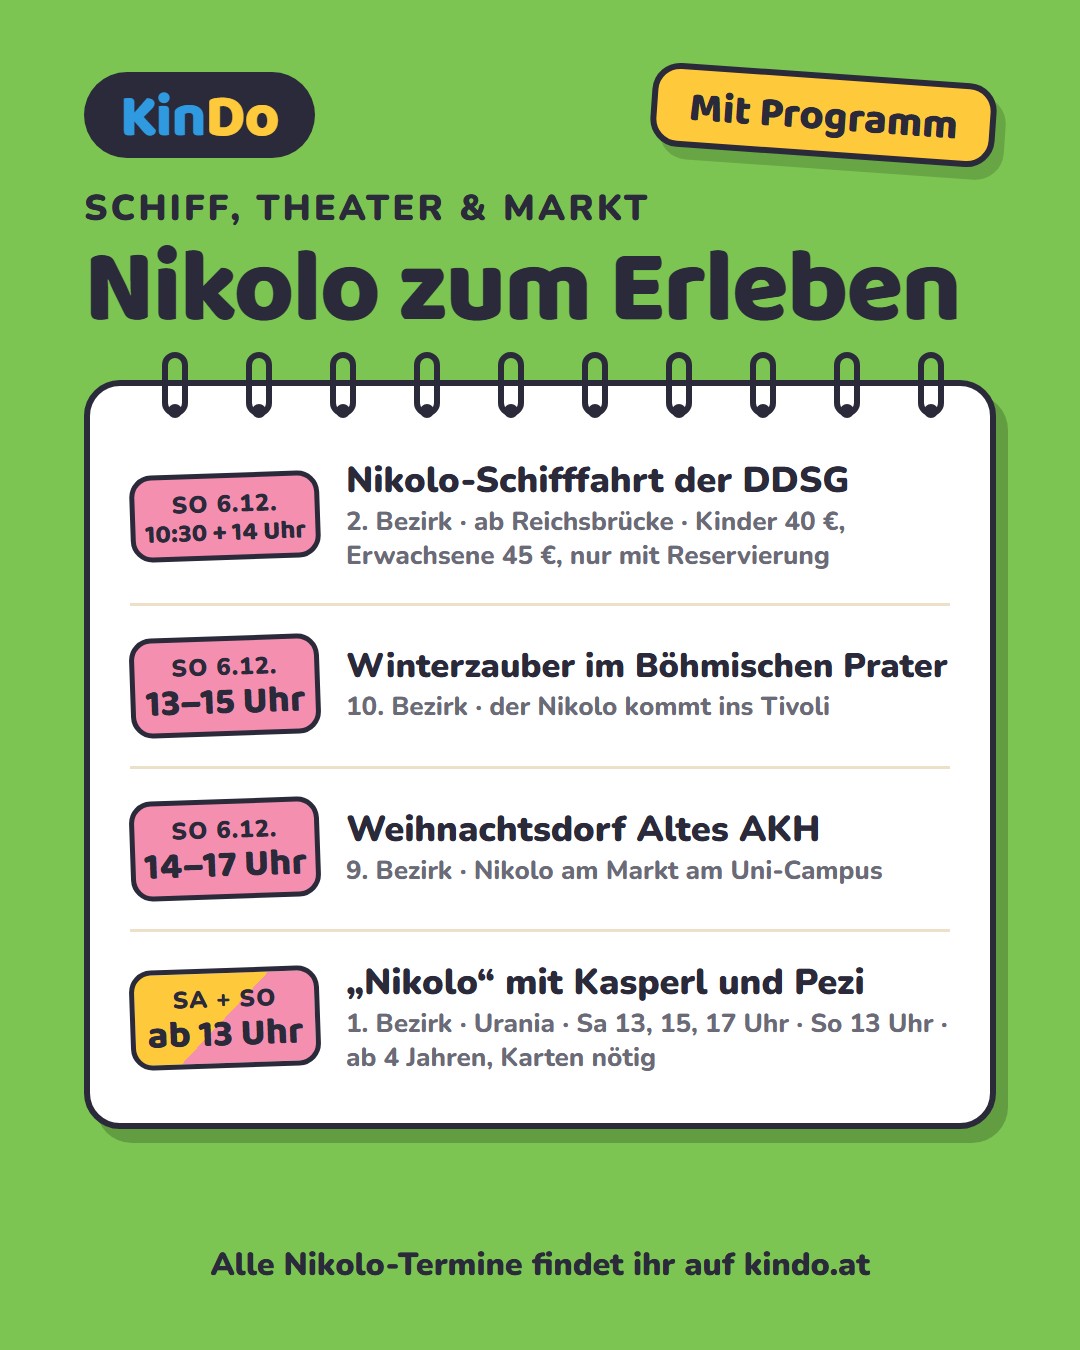 KinDo
Mit Programm
SCHIFF, THEATER & MARKT
Nikolo zum Erleben
SO 6.12.
10:30 + 14 Uhr
Nikolo-Schifffahrt der DDSG
2. Bezirk · ab Reichsbrücke · Kinder 40 €,
Erwachsene 45 €, nur mit Reservierung
SO 6.12.
13–15 Uhr
Winterzauber im Böhmischen Prater
10. Bezirk · der Nikolo kommt ins Tivoli
SO 6.12.
14–17 Uhr
Weihnachtsdorf Altes AKH
9. Bezirk · Nikolo am Markt am Uni-Campus
SA + SO
ab 13 Uhr
„Nikolo“ mit Kasperl und Pezi
1. Bezirk · Urania · Sa 13, 15, 17 Uhr · So 13 Uhr ·
ab 4 Jahren, Karten nötig
Alle Nikolo-Termine findet ihr auf kindo.at